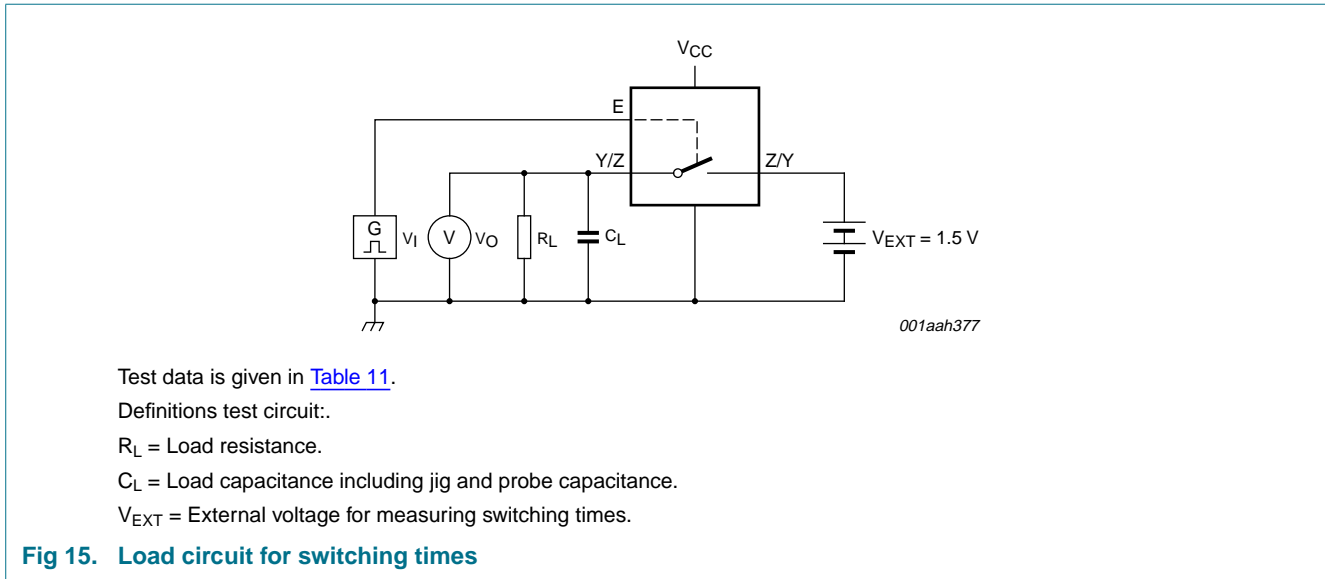 VCC
E
Y/Z
Z/Y
G
VI
V
VO
RL
CL
VEXT = 1.5 V
001aah377
Test data is given in Table 11.
Definitions test circuit:.
RL = Load resistance.
CL = Load capacitance including jig and probe capacitance.
VEXT = External voltage for measuring switching times.
Fig 15. Load circuit for switching times